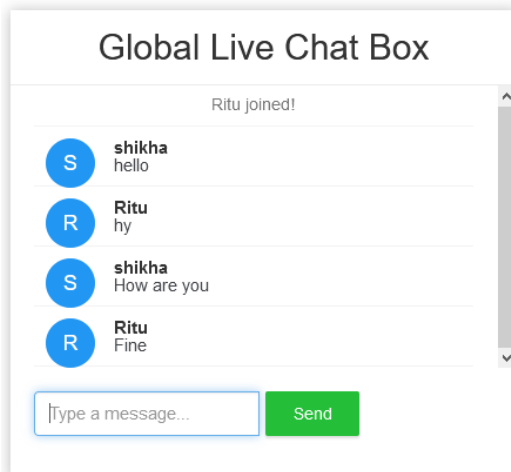 Global Live Chat Box
Ritu joined!
S
shikha
hello
R
Ritu
hy
S
shikha
How are you
R
Ritu
Fine
Type a message...
Send